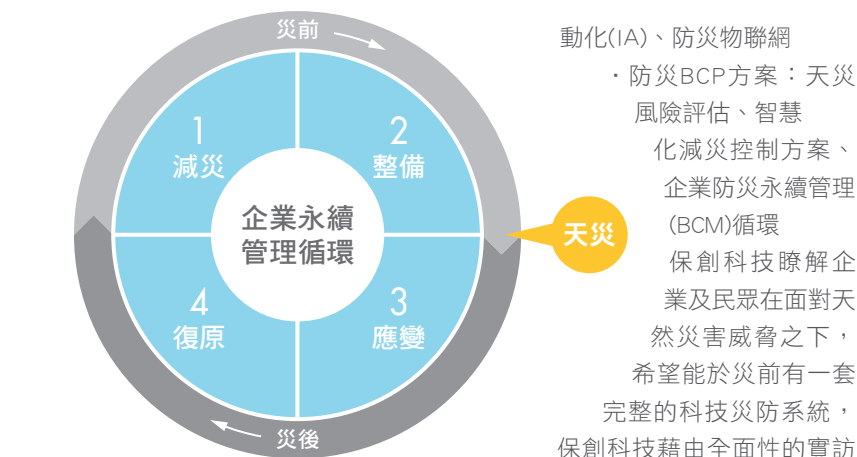 災前
1
減災
2
整備
企業永續
管理循環
天災
4
復原
3
應變
災後
動化(IA)、防災物聯網
・防災BCP方案：天災
風險評估、智慧
化減災控制方案、
企業防災永續管理
(BCM)循環
保創科技瞭解企
業及民眾在面對天
然災害威脅之下，
希望能於災前有一套
完整的科技災防系統，
保創科技藉由全面性的實訪